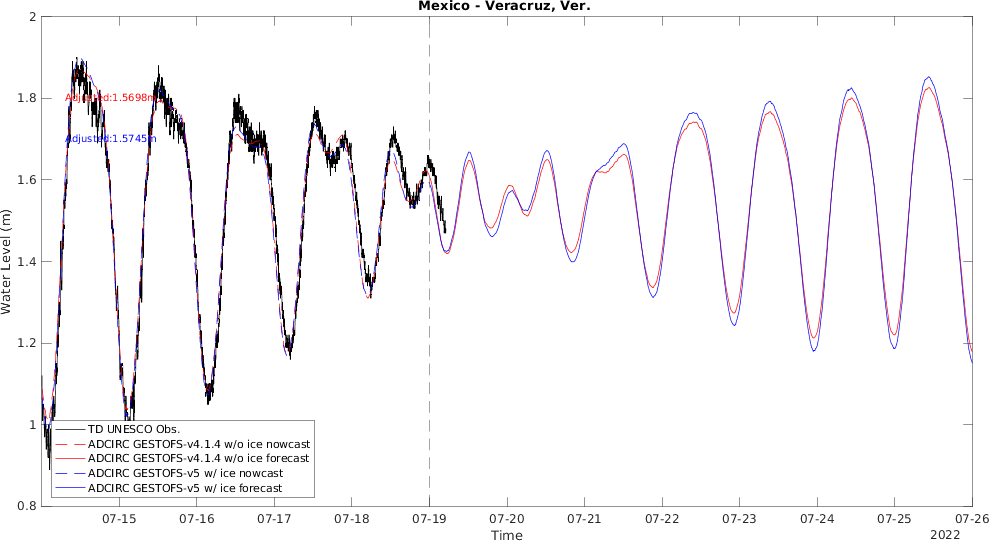 Mexico - Veracruz, Ver.
2
1.8
1.6
1.4
1.2
1
0.8
Water Level (m)
Adjusted:1.5698m
Adjusted:1.5745m
TD UNESCO Obs.
ADCIRC GESTOFS-v4.1.4 w/o ice nowcast
ADCIRC GESTOFS-v4.1.4 w/o ice forecast
ADCIRC GESTOFS-v5 w/ ice nowcast
ADCIRC GESTOFS-v5 w/ ice forecast
07-15 07-16 07-17 07-18 07-19 07-20 07-21 07-22 07-23 07-24 07-25 07-26
Time
2022